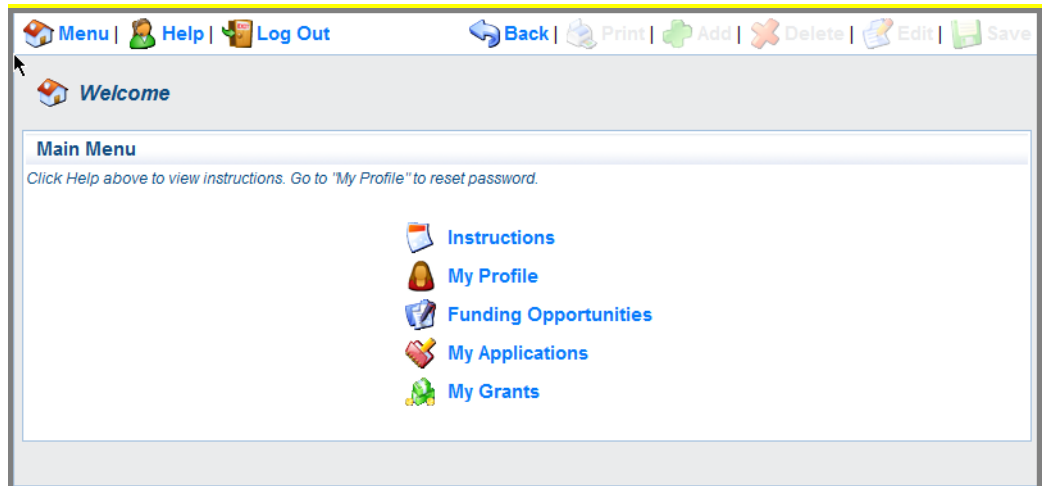 Menu | Help | Log Out Back | Print | Add | Delete | Edit | Save
Welcome
Main Menu
Click Help above to view instructions. Go to "My Profile" to reset password.
Instructions
My Profile
Funding Opportunities
My Applications
My Grants